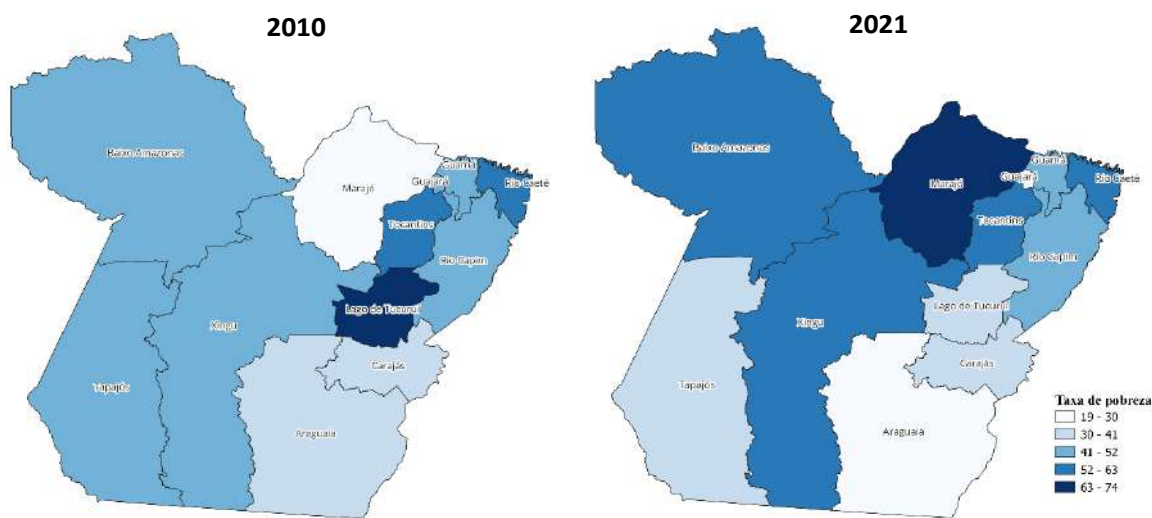 2010
Baixo Amazonas
Marajó
Guamá
Guajará
Rio Caeté
Tocantins
Rio Capim
Lago de Tucuruí
Xingu
Carajás
Tapajós
Araguaia
2021
Baixo Amazonas
Marajó
Guamá
Guajará
Rio Caeté
Tocantins
Rio Capim
Lago de Tucuruí
Xingu
Carajás
Tapajós
Araguaia
Taxa de pobreza
19 - 30
30 - 41
41 - 52
52 - 63
63 - 74